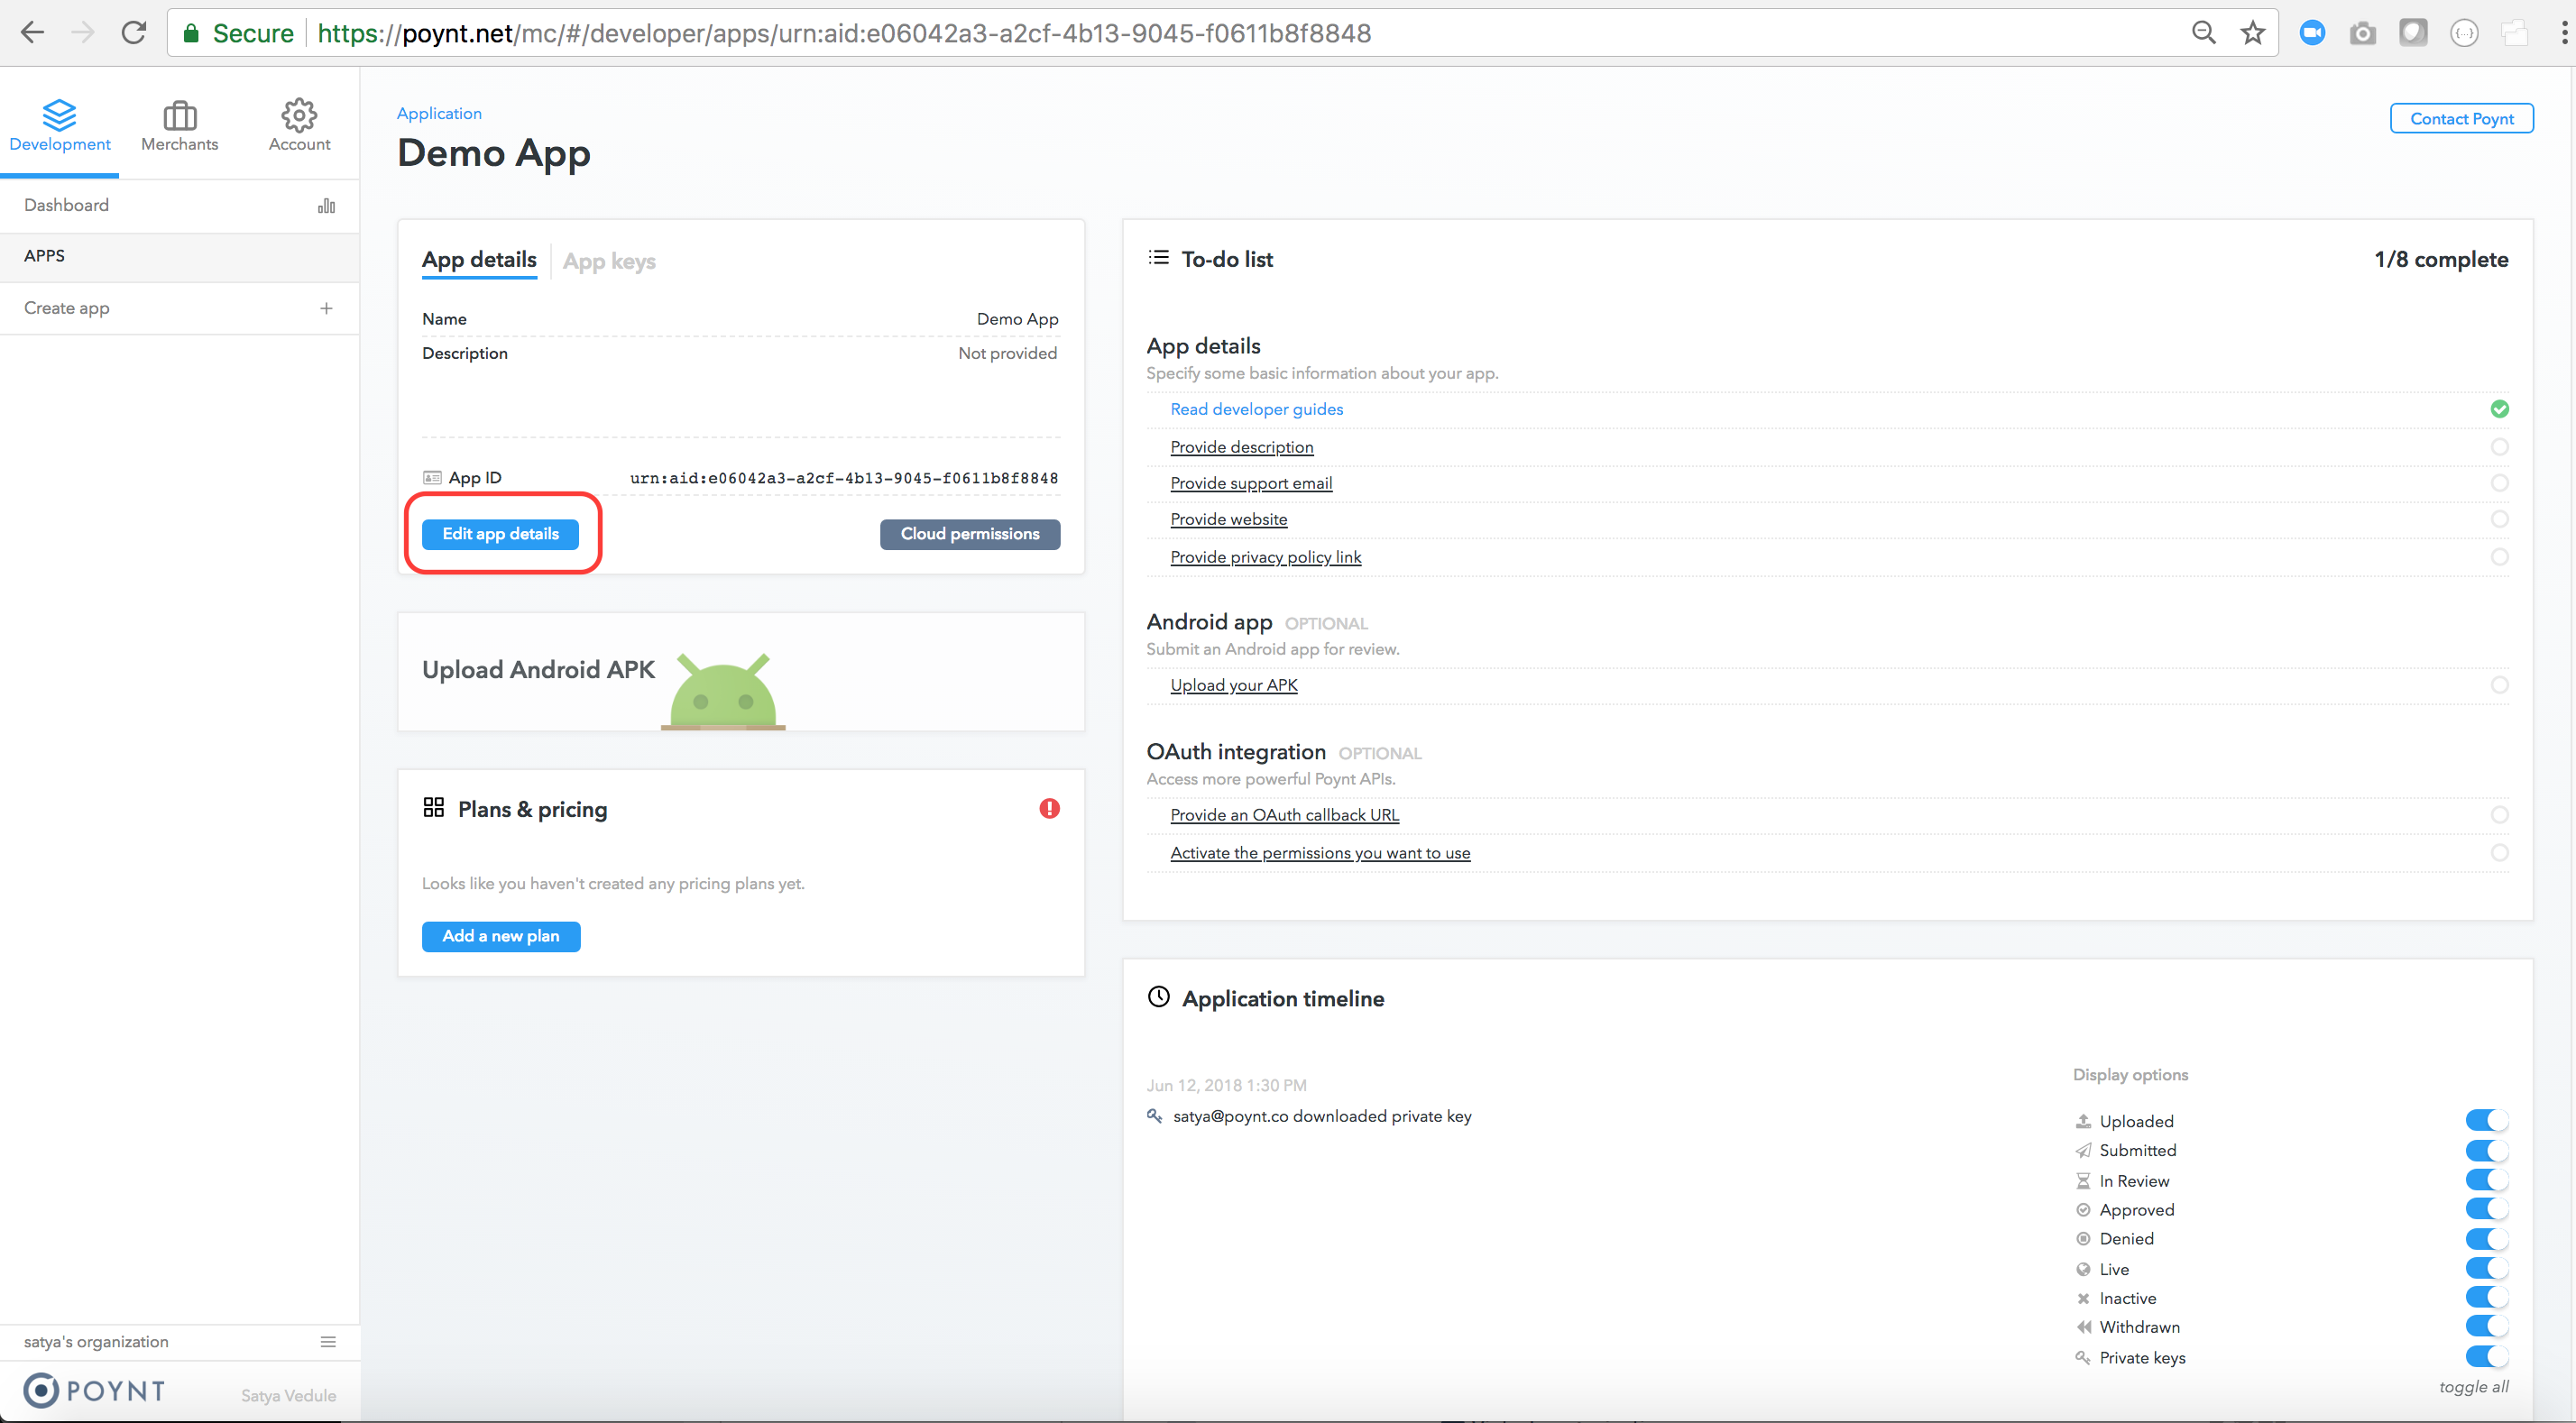 Secure https://poynt.net/mc/#/developer/apps/urn:aid:e06042a3-a2cf-4b13-9045-f0611b8f8848
Development Merchants Account
Dashboard
APPS
Create app
satya's organization
POYNT Satya Vedule
Application
Demo App
Contact Poynt
App details App keys
Name Demo App
Description Not provided
App ID urn:aid:e06042a3-a2cf-4b13-9045-f0611b8f8848
Edit app details Cloud permissions
Upload Android APK
Plans & pricing
Looks like you haven't created any pricing plans yet.
Add a new plan
To-do list 1/8 complete
App details
Specify some basic information about your app.
Read developer guides
Provide description
Provide support email
Provide website
Provide privacy policy link
Android app OPTIONAL
Submit an Android app for review.
Upload your APK
OAuth integration OPTIONAL
Access more powerful Poynt APIs.
Provide an OAuth callback URL
Activate the permissions you want to use
Application timeline
Jun 12, 2018 1:30 PM
satya@poynt.co downloaded private key
Display options
Uploaded
Submitted
In Review
Approved
Denied
Live
Inactive
Withdrawn
Private keys
toggle all